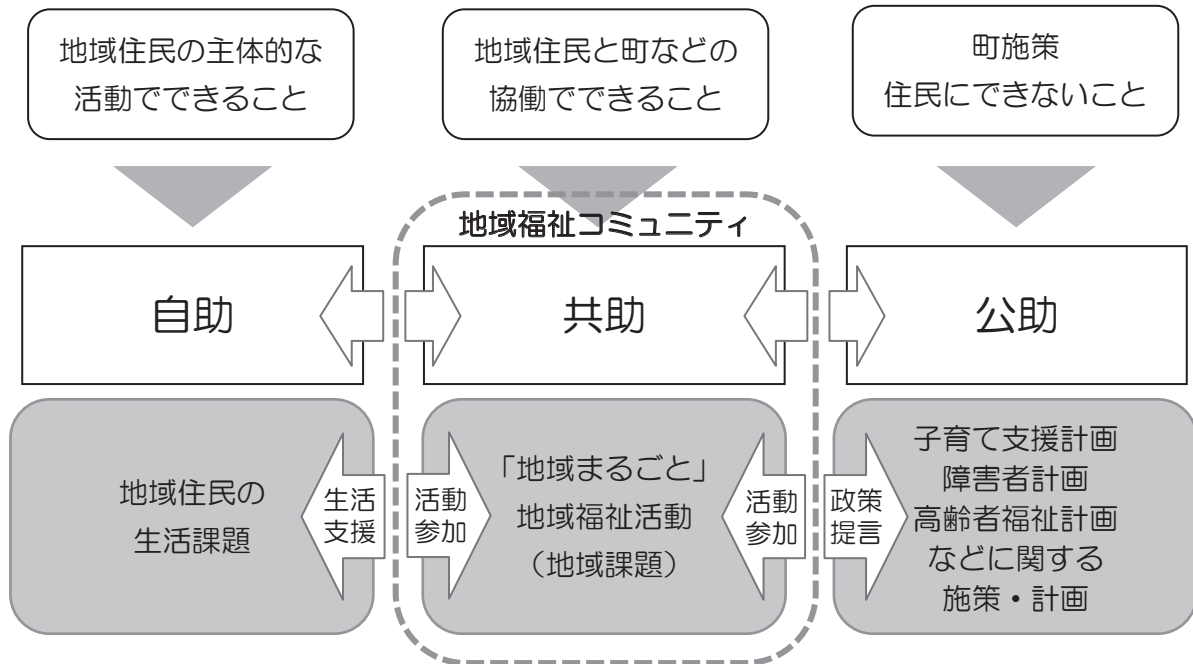 地域住民の主体的な
活動でできること
地域住民と町などの
協働でできること
町施策
住民にできないこと
地域福祉コミュニティ
自助
共助
公助
地域住民の
生活課題
生活
支援
活動
参加
「地域まるごと」
地域福祉活動
（地域課題）
活動
参加
政策
提言
子育て支援計画
障害者計画
高齢者福祉計画
などに関する
施策・計画